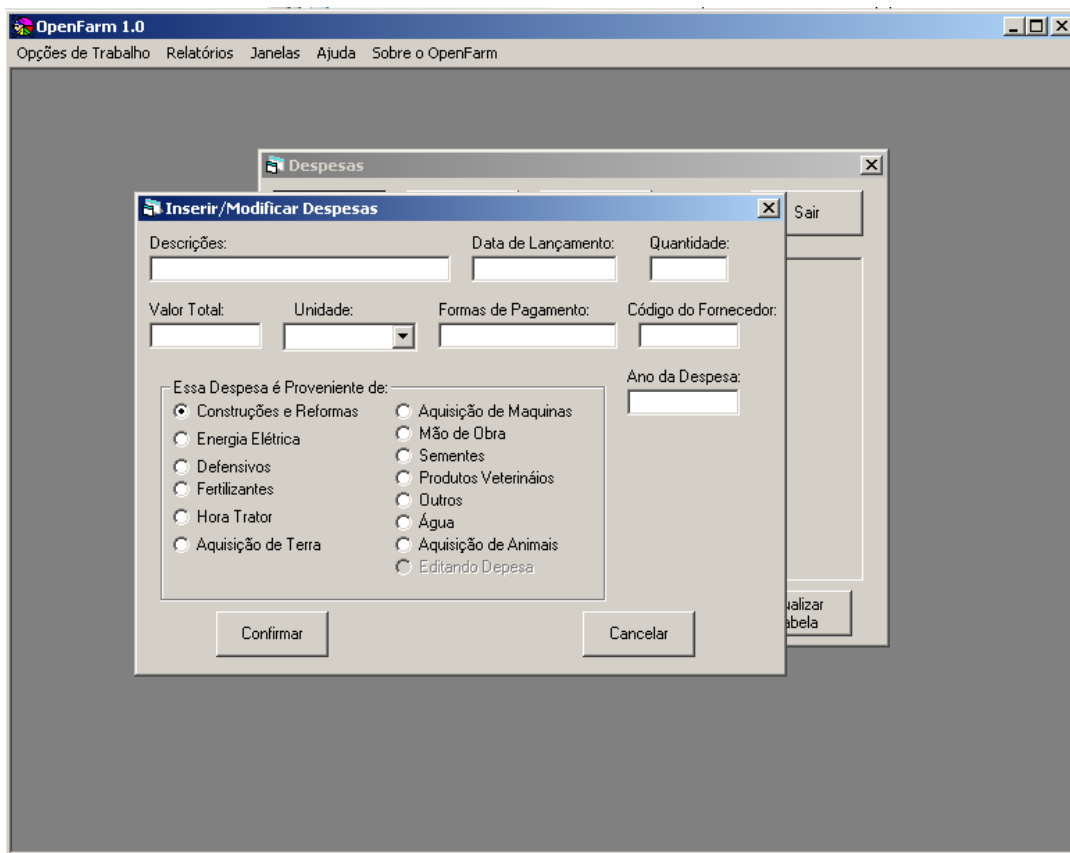 OpenFarm 1.0
Opções de Trabalho Relatórios Janelas Ajuda Sobre o OpenFarm
Despesas
Sair
Inserir/Modificar Despesas
Descrições: Data de Lançamento: Quantidade:
Valor Total: Unidade: Formas de Pagamento: Código do Fornecedor:
Ano da Despesa:
Essa Despesa é Proveniente de:
Construções e Reformas
Energia Elétrica
Defensivos
Fertilizantes
Hora Trator
Aquisição de Terra
Aquisição de Maquinas
Mão de Obra
Sementes
Produtos Veterináios
Outros
Água
Aquisição de Animais
Editando Depesa
Confirmar Cancelar
ualizar
abela